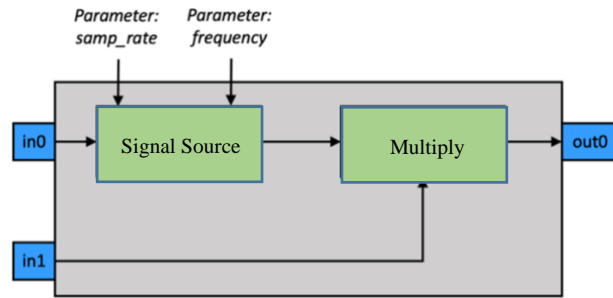 Parameter: Parameter:
samp_rate frequency
in0 Signal Source Multiply out0
in1